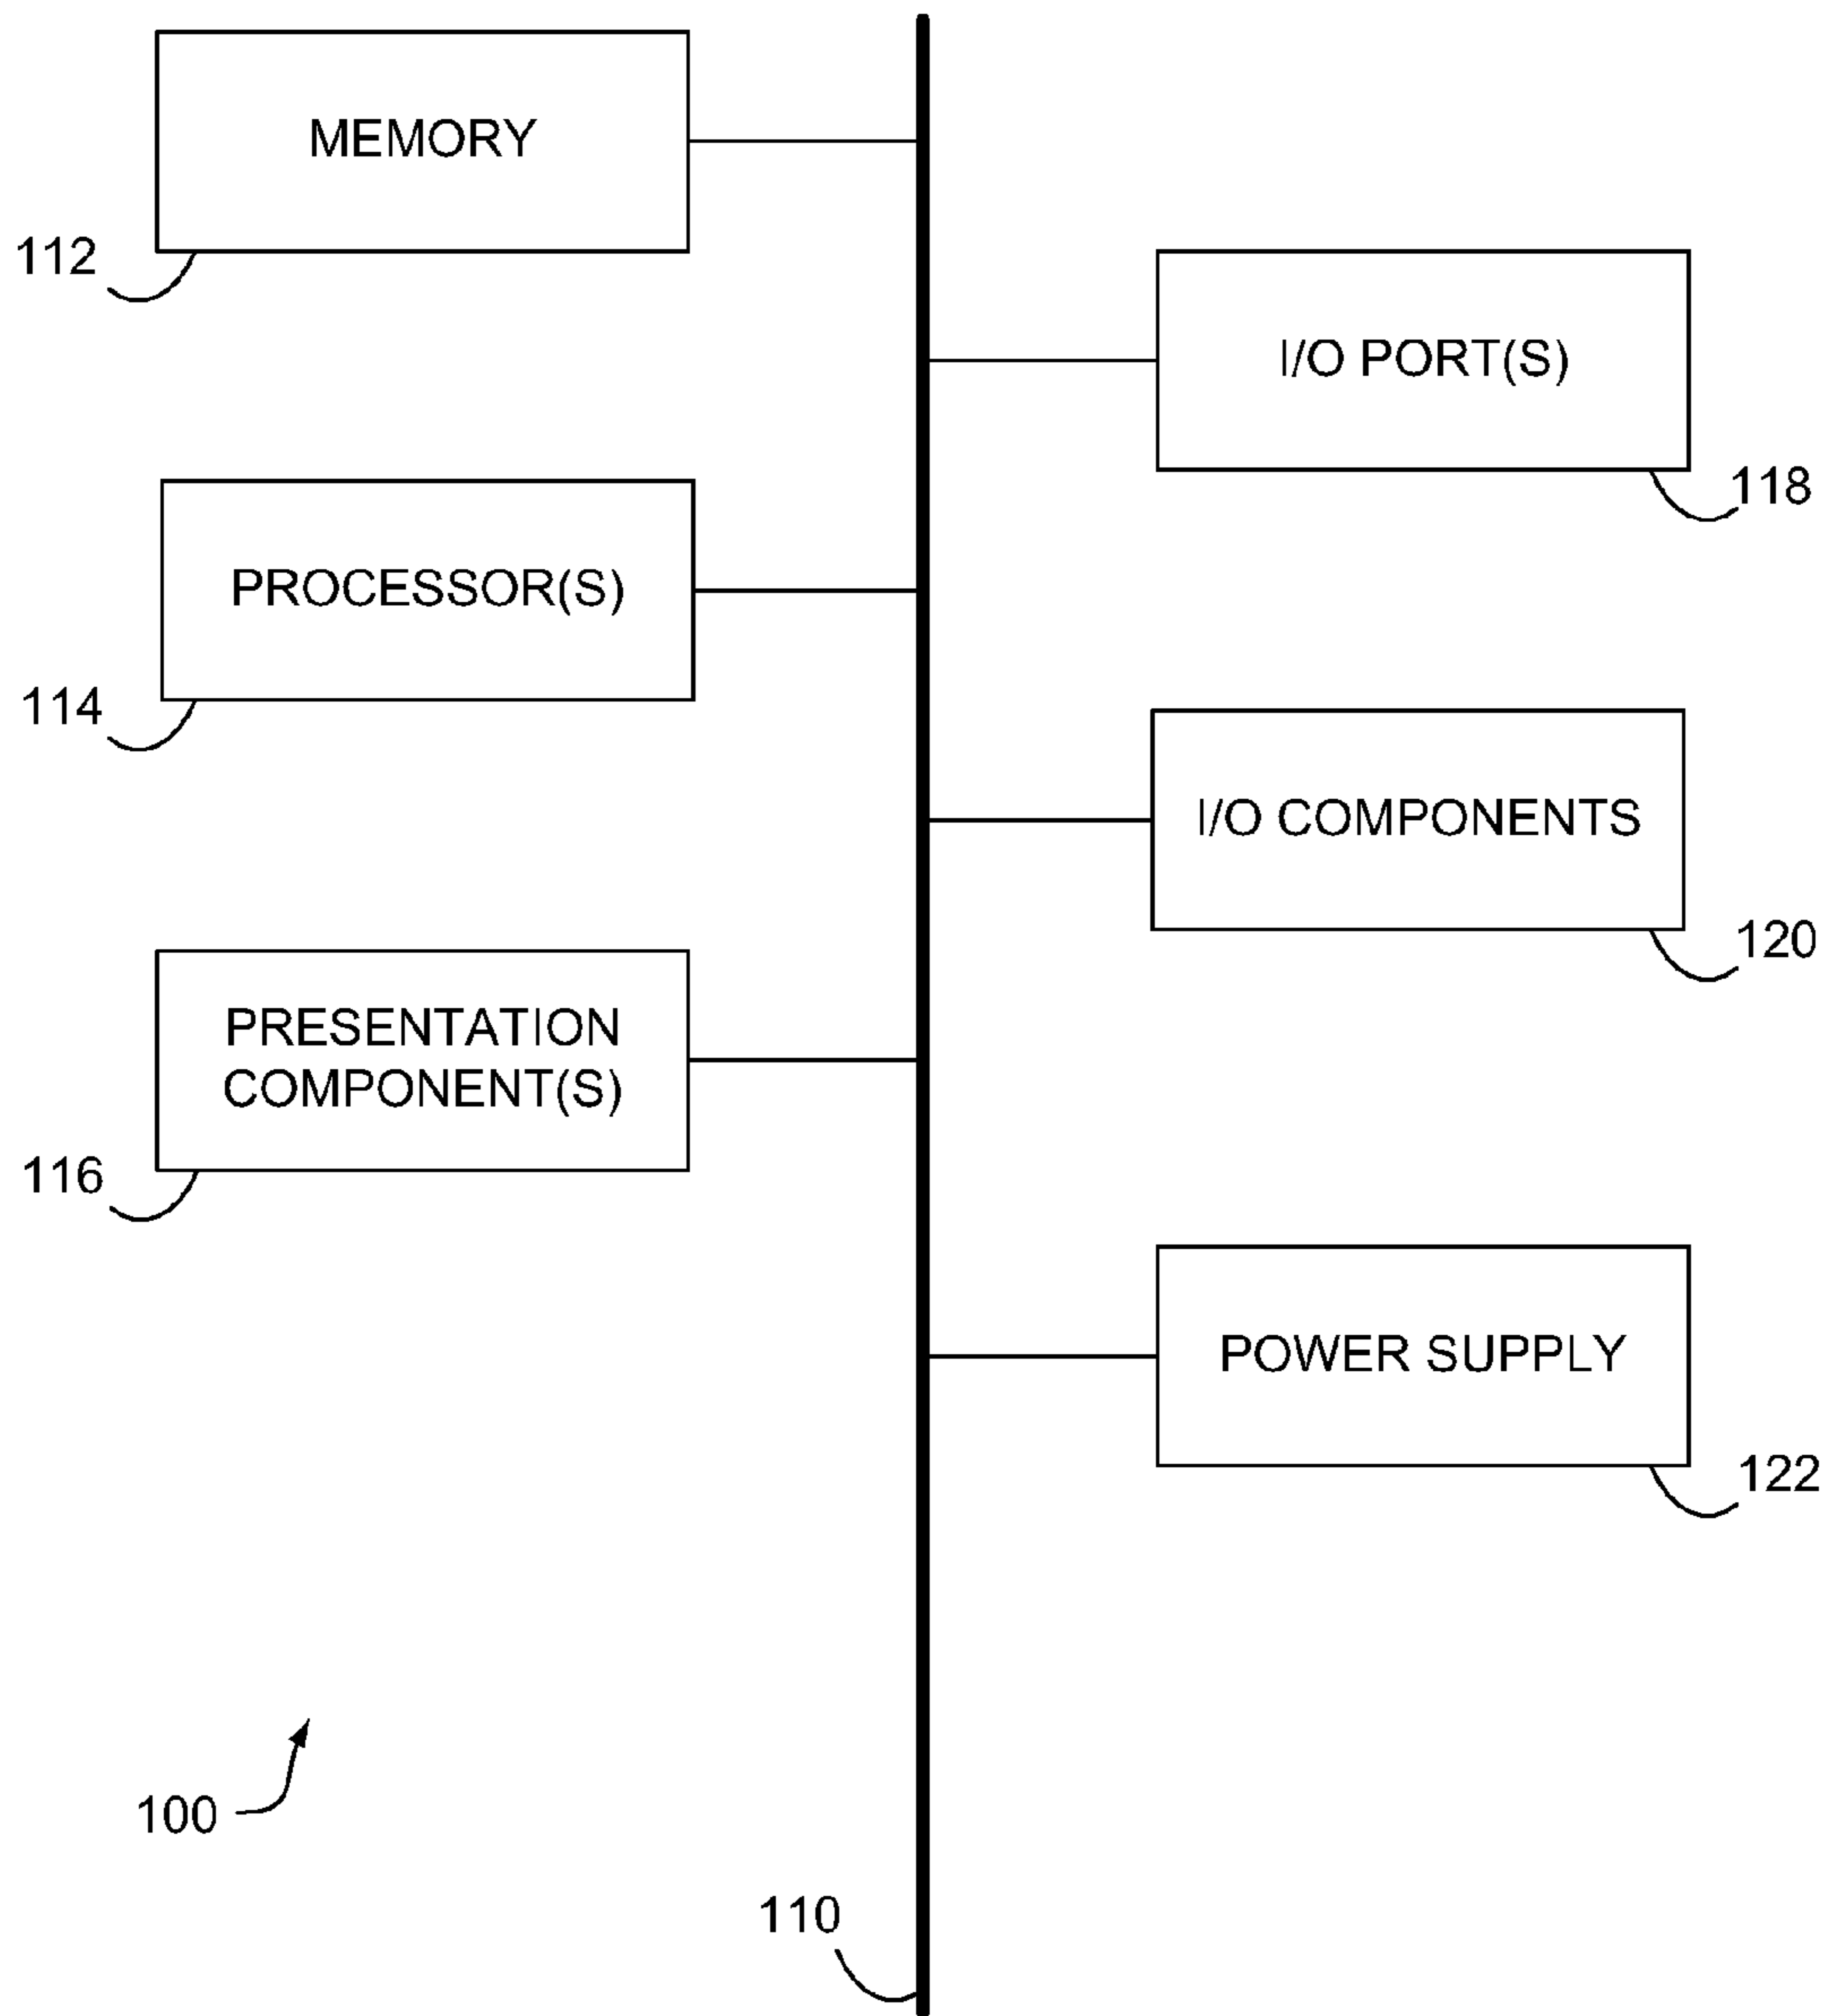 MEMORY
112
I/O PORT(S)
118
PROCESSOR(S)
114
I/O COMPONENTS
120
PRESENTATION
COMPONENT(S)
116
POWER SUPPLY
122
100
110